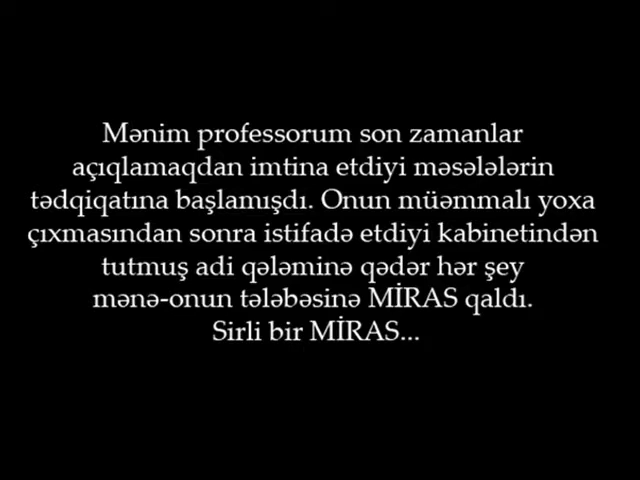 Mənim professorum son zamanlar
açıqlamaqdan imtina etdiyi məsələlərin
tədqiqatına başlamışdı. Onun müəmmalı yoxa
çıxmasından sonra istifadə etdiyi kabinetindən
tutmuş adi qələminə qədər hər şey
mənə-onun tələbəsinə MİRAS qaldı.
Sirli bir MİRAS...